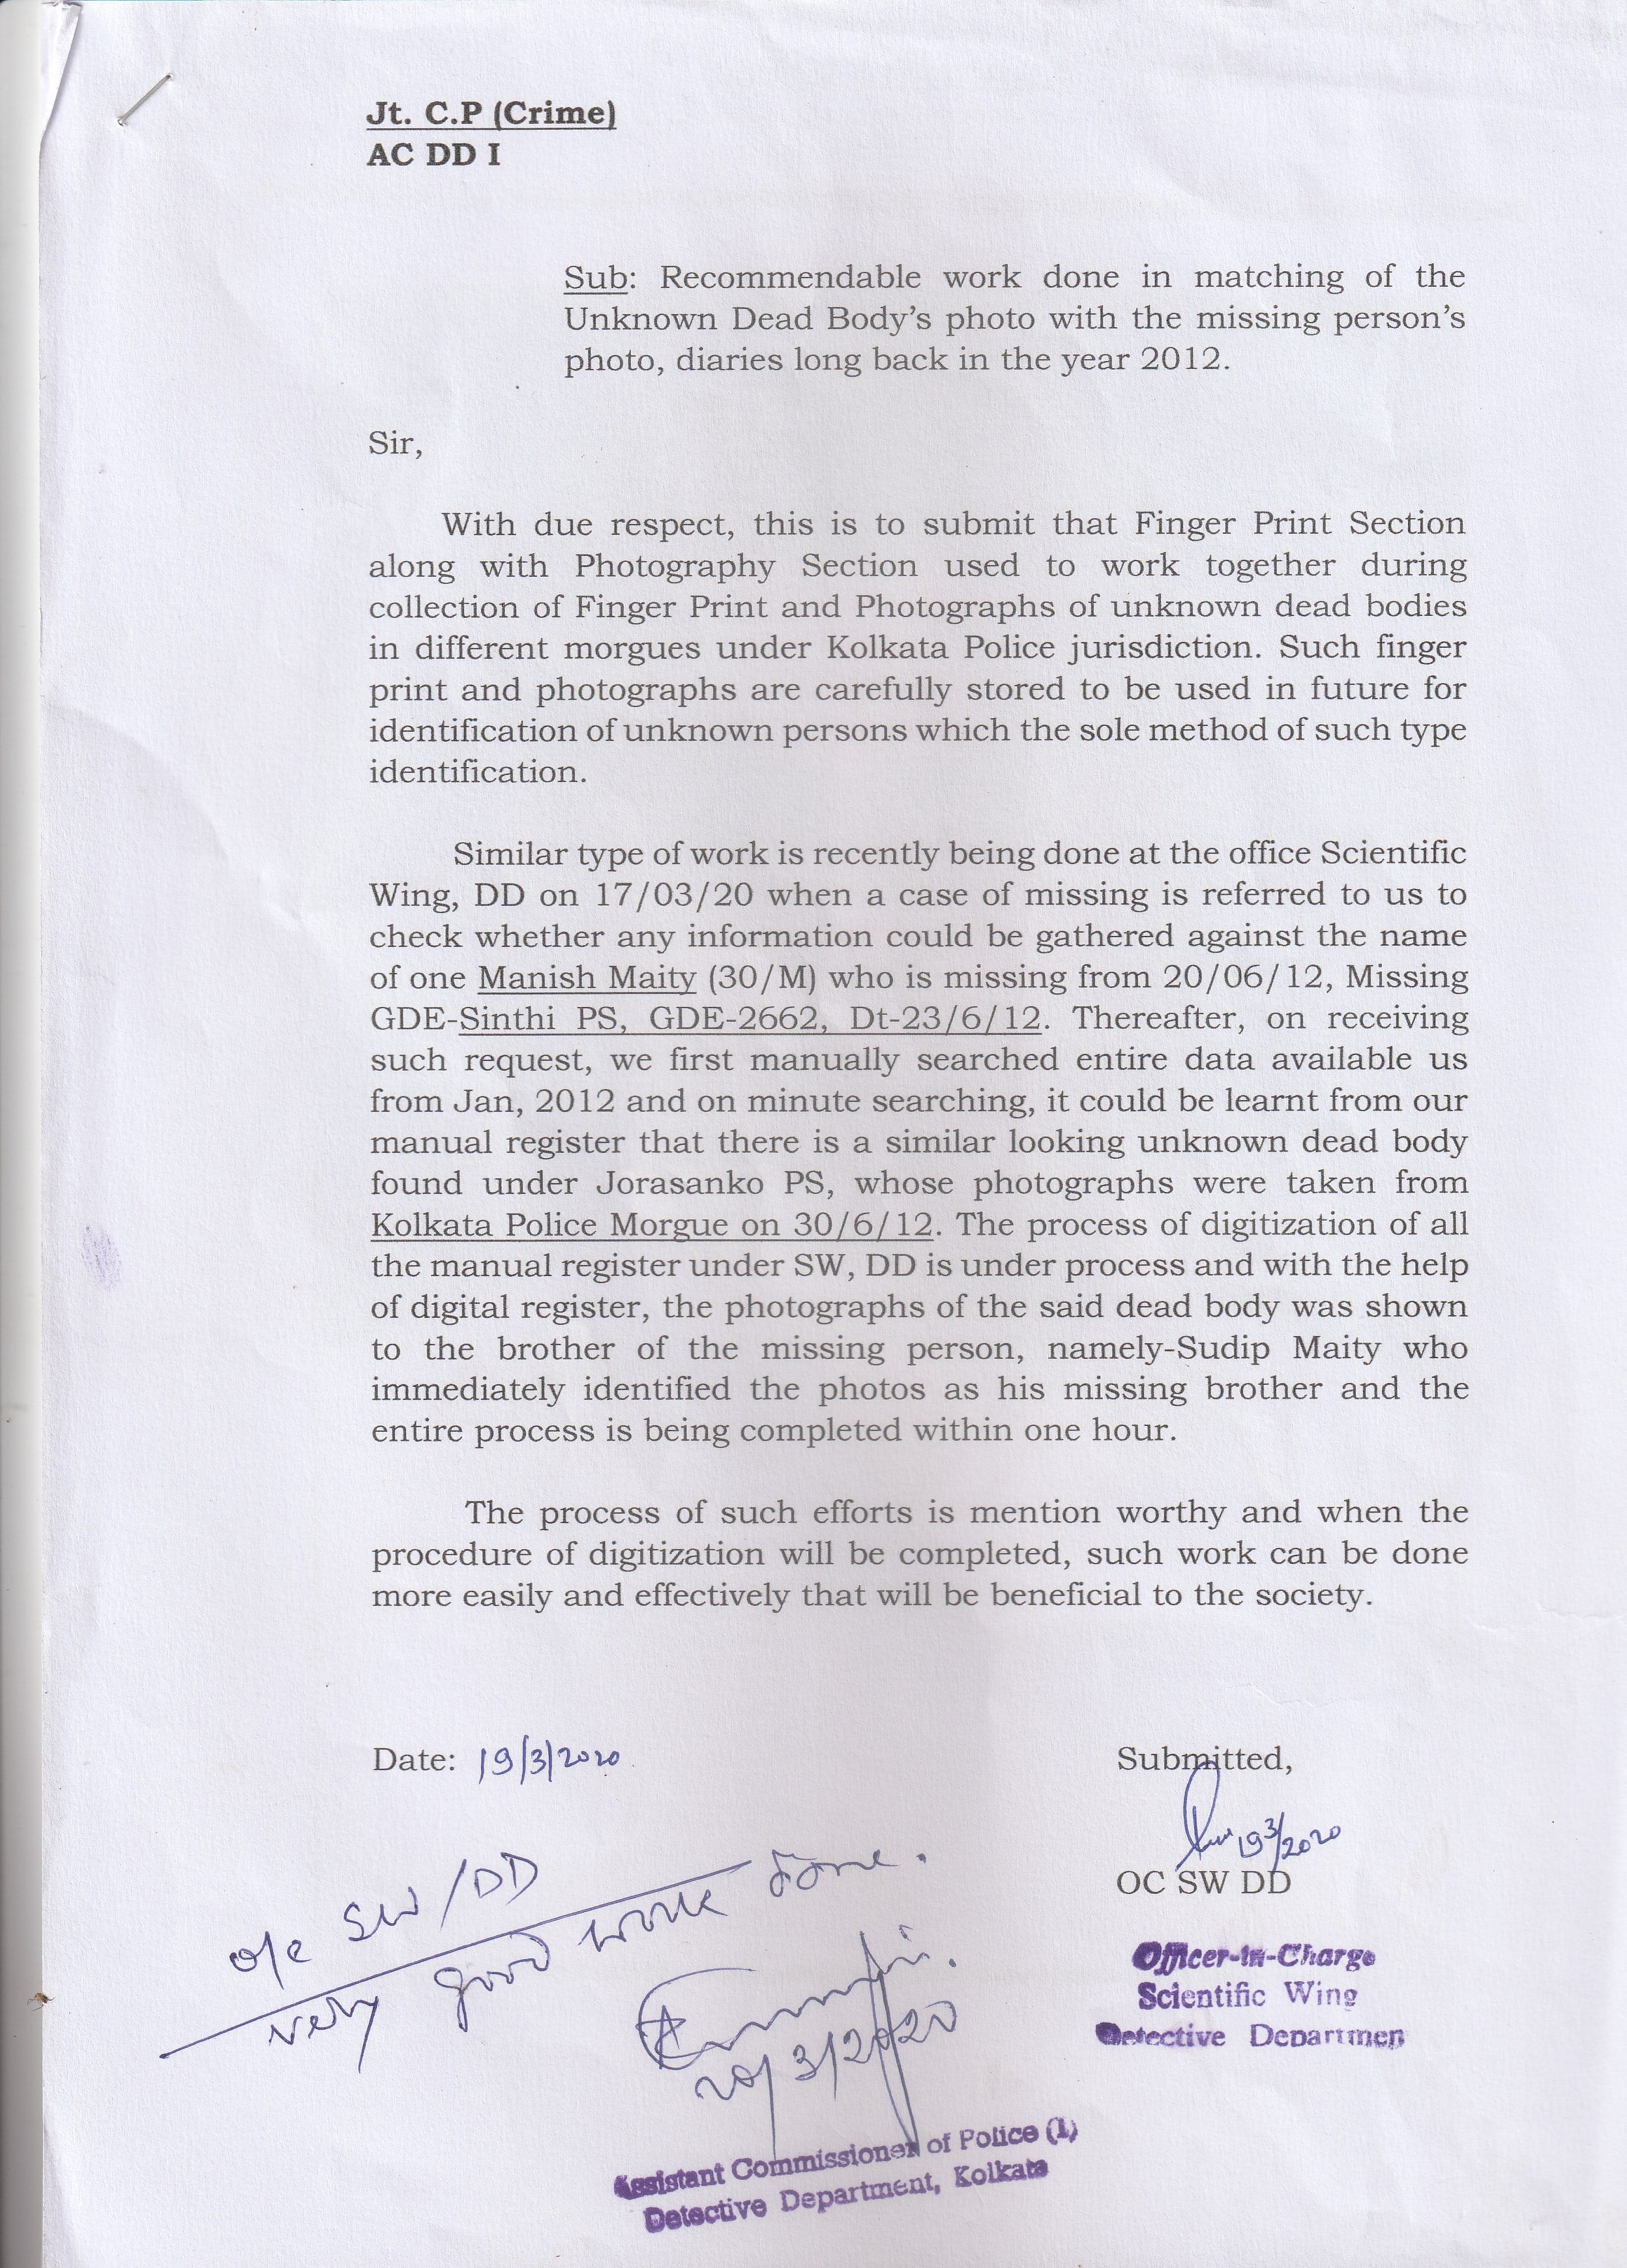 Jt. C.P (Crime)
AC DD I
Sub: Recommendable work done in matching of the
Unknown Dead Body's photo with the missing person's
photo, diaries long back in the year 2012.
Sir,
With due respect, this is to submit that Finger Print Section
along with Photography Section used to work together during
collection of Finger Print and Photographs of unknown dead bodies
in different morgues under Kolkata Police jurisdiction. Such finger
print and photographs are carefully stored to be used in future for
identification of unknown persons which the sole method of such type
identification.
Similar type of work is recently being done at the office Scientific
Wing, DD on 17/03/20 when a case of missing is referred to us to
check whether any information could be gathered against the name
of one Manish Maity (30/M) who is missing from 20/06/12, Missing
GDE-Sinthi PS, GDE-2662, Dt-23/6/12. Thereafter, on receiving
such request, we first manually searched entire data available us
from Jan, 2012 and on minute searching, it could be learnt from our
manual register that there is a similar looking unknown dead body
found under Jorasanko PS, whose photographs were taken from
Kolkata Police Morgue on 30/6/12. The process of digitization of all
the manual register under SW, DD is under process and with the help
of digital register, the photographs of the said dead body was shown
to the brother of the missing person, namely-Sudip Maity who
immediately identified the photos as his missing brother and the
entire process is being completed within one hour.
The process of such efforts is mention worthy and when the
procedure of digitization will be completed, such work can be done
more easily and effectively that will be beneficial to the society.
Date: 19/3/2020
Submitted,
19/3/2020
OC SW DD
Officer-in-Charge
Scientific Wing
Detective Departmen
o/c SW/DD
very good work done.
20/3/2020
Assistant Commissioner of Police (1)
Detective Department, Kolkata